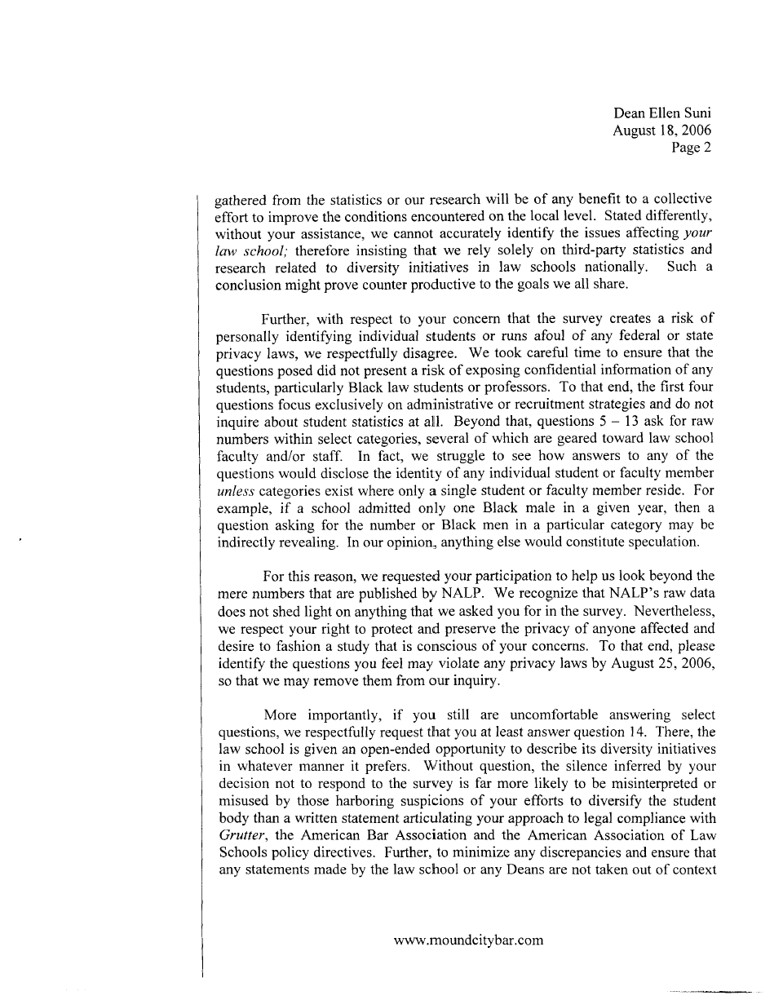 Dean Ellen Suni
August 18, 2006
Page 2
gathered from the statistics or our research will be of any benefit to a collective
effort to improve the conditions encountered on the local level. Stated differently,
without your assistance, we cannot accurately identify the issues affecting your
law school; therefore insisting that we rely solely on third-party statistics and
research related to diversity initiatives in law schools nationally. Such a
conclusion might prove counter productive to the goals we all share.
Further, with respect to your concern that the survey creates a risk of
personally identifying individual students or runs afoul of any federal or state
privacy laws, we respectfully disagree. We took careful time to ensure that the
questions posed did not present a risk of exposing confidential information of any
students, particularly Black law students or professors. To that end, the first four
questions focus exclusively on administrative or recruitment strategies and do not
inquire about student statistics at all. Beyond that, questions 5 – 13 ask for raw
numbers within select categories, several of which are geared toward law school
faculty and/or staff. In fact, we struggle to see how answers to any of the
questions would disclose the identity of any individual student or faculty member
unless categories exist where only a single student or faculty member reside. For
example, if a school admitted only one Black male in a given year, then a
question asking for the number or Black men in a particular category may be
indirectly revealing. In our opinion, anything else would constitute speculation.
For this reason, we requested your participation to help us look beyond the
mere numbers that are published by NALP. We recognize that NALP's raw data
does not shed light on anything that we asked you for in the survey. Nevertheless,
we respect your right to protect and preserve the privacy of anyone affected and
desire to fashion a study that is conscious of your concerns. To that end, please
identify the questions you feel may violate any privacy laws by August 25, 2006,
so that we may remove them from our inquiry.
More importantly, if you still are uncomfortable answering select
questions, we respectfully request that you at least answer question 14. There, the
law school is given an open-ended opportunity to describe its diversity initiatives
in whatever manner it prefers. Without question, the silence inferred by your
decision not to respond to the survey is far more likely to be misinterpreted or
misused by those harboring suspicions of your efforts to diversify the student
body than a written statement articulating your approach to legal compliance with
Grutter, the American Bar Association and the American Association of Law
Schools policy directives. Further, to minimize any discrepancies and ensure that
any statements made by the law school or any Deans are not taken out of context
www.moundcitybar.com